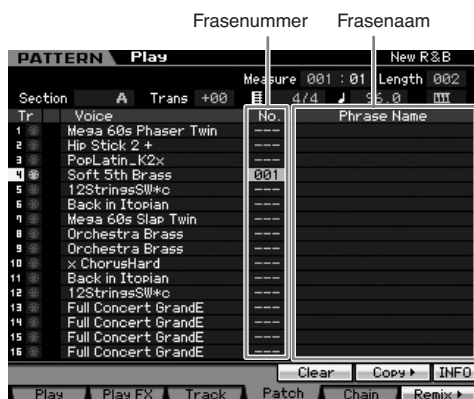 Frasenummer Frasenaam
PATTERN Play New R&B
Measure 001 : 01 Length 002
Section A Trans +00 4/4 96.0
Tr Voice No. Phrase Name
1 Mega 60s Phaser Twin ---
2 Hip Stick 2 + ---
3 PopLatin_K2x ---
4 Soft 5th Brass 001
5 12StringsSW*c ---
6 Back in Itopian ---
7 Mega 60s Slap Twin ---
8 Orchestra Brass ---
9 Orchestra Brass ---
10 x ChorusHard ---
11 Back in Itopian ---
12 12StringsSW*c ---
13 Full Concert GrandE ---
14 Full Concert GrandE ---
15 Full Concert GrandE ---
16 Full Concert GrandE ---
Clear Copy INFO
Play Play FX Track Patch Chain Remix